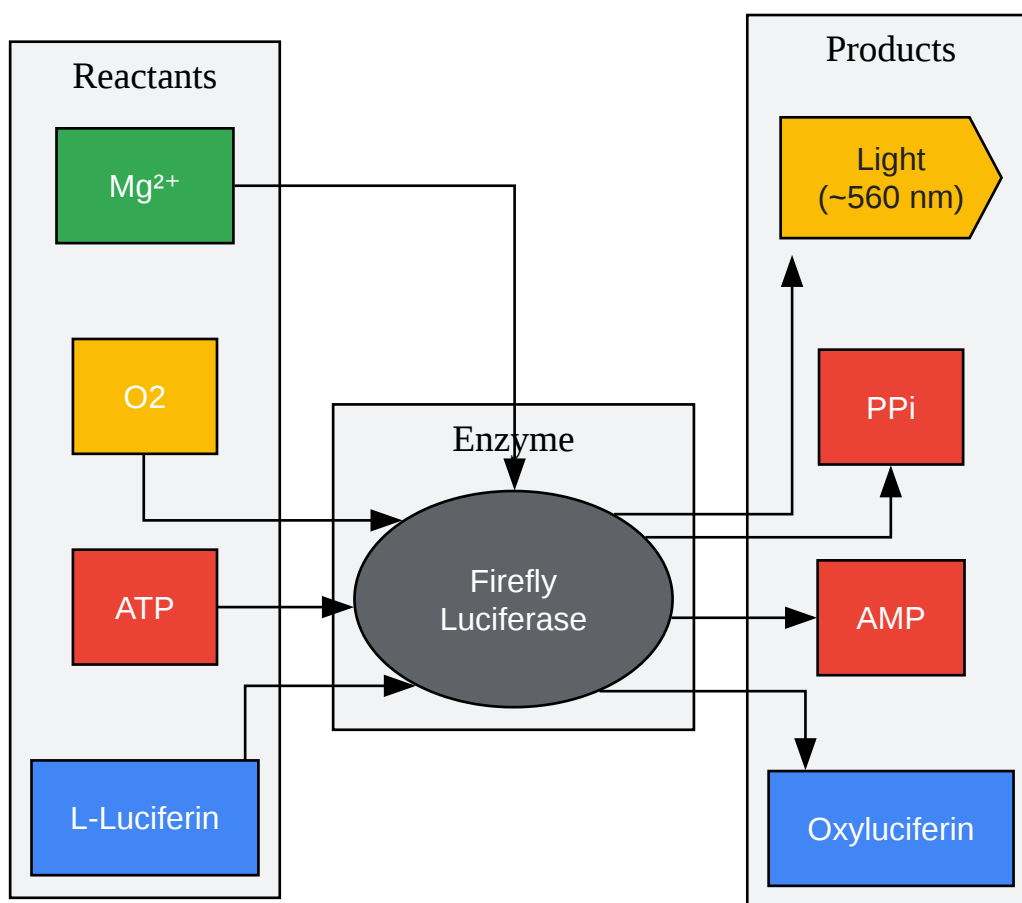 Reactants
Mg²⁺
O2
ATP
L-Luciferin
Enzyme
Firefly
Luciferase
Products
Light
(~560 nm)
PPi
AMP
Oxyluciferin